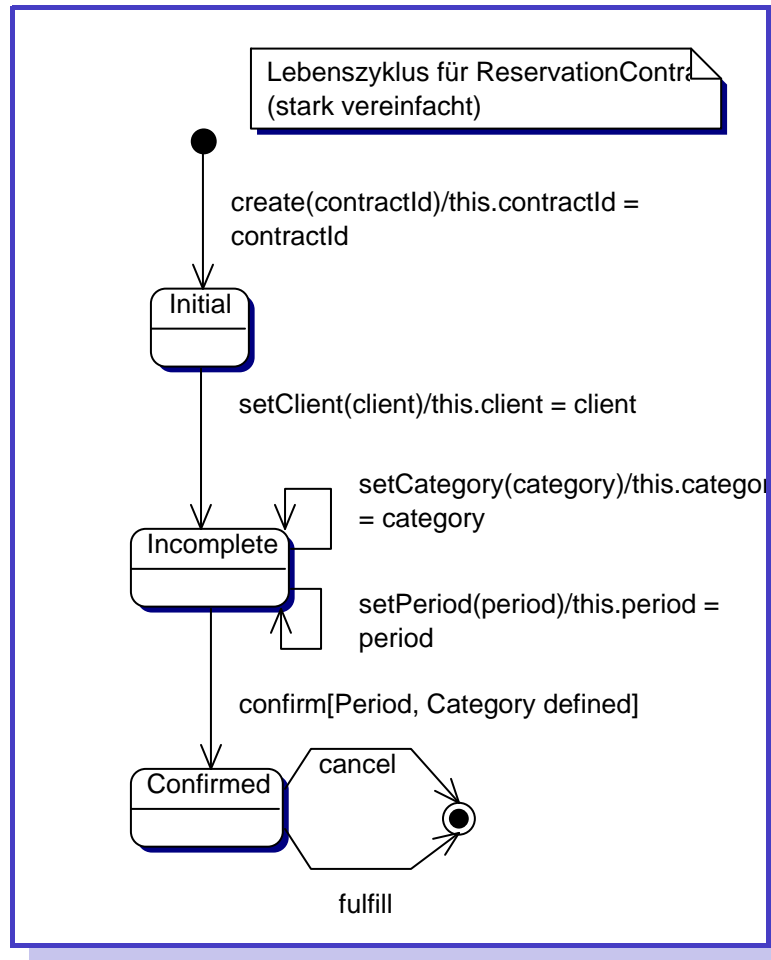 Lebenszyklus für ReservationContra
(stark vereinfacht)
create(contractId)/this.contractId =
contractId
Initial
setClient(client)/this.client = client
setCategory(category)/this.categor
= category
Incomplete
setPeriod(period)/this.period =
period
confirm[Period, Category defined]
cancel
Confirmed
fulfill